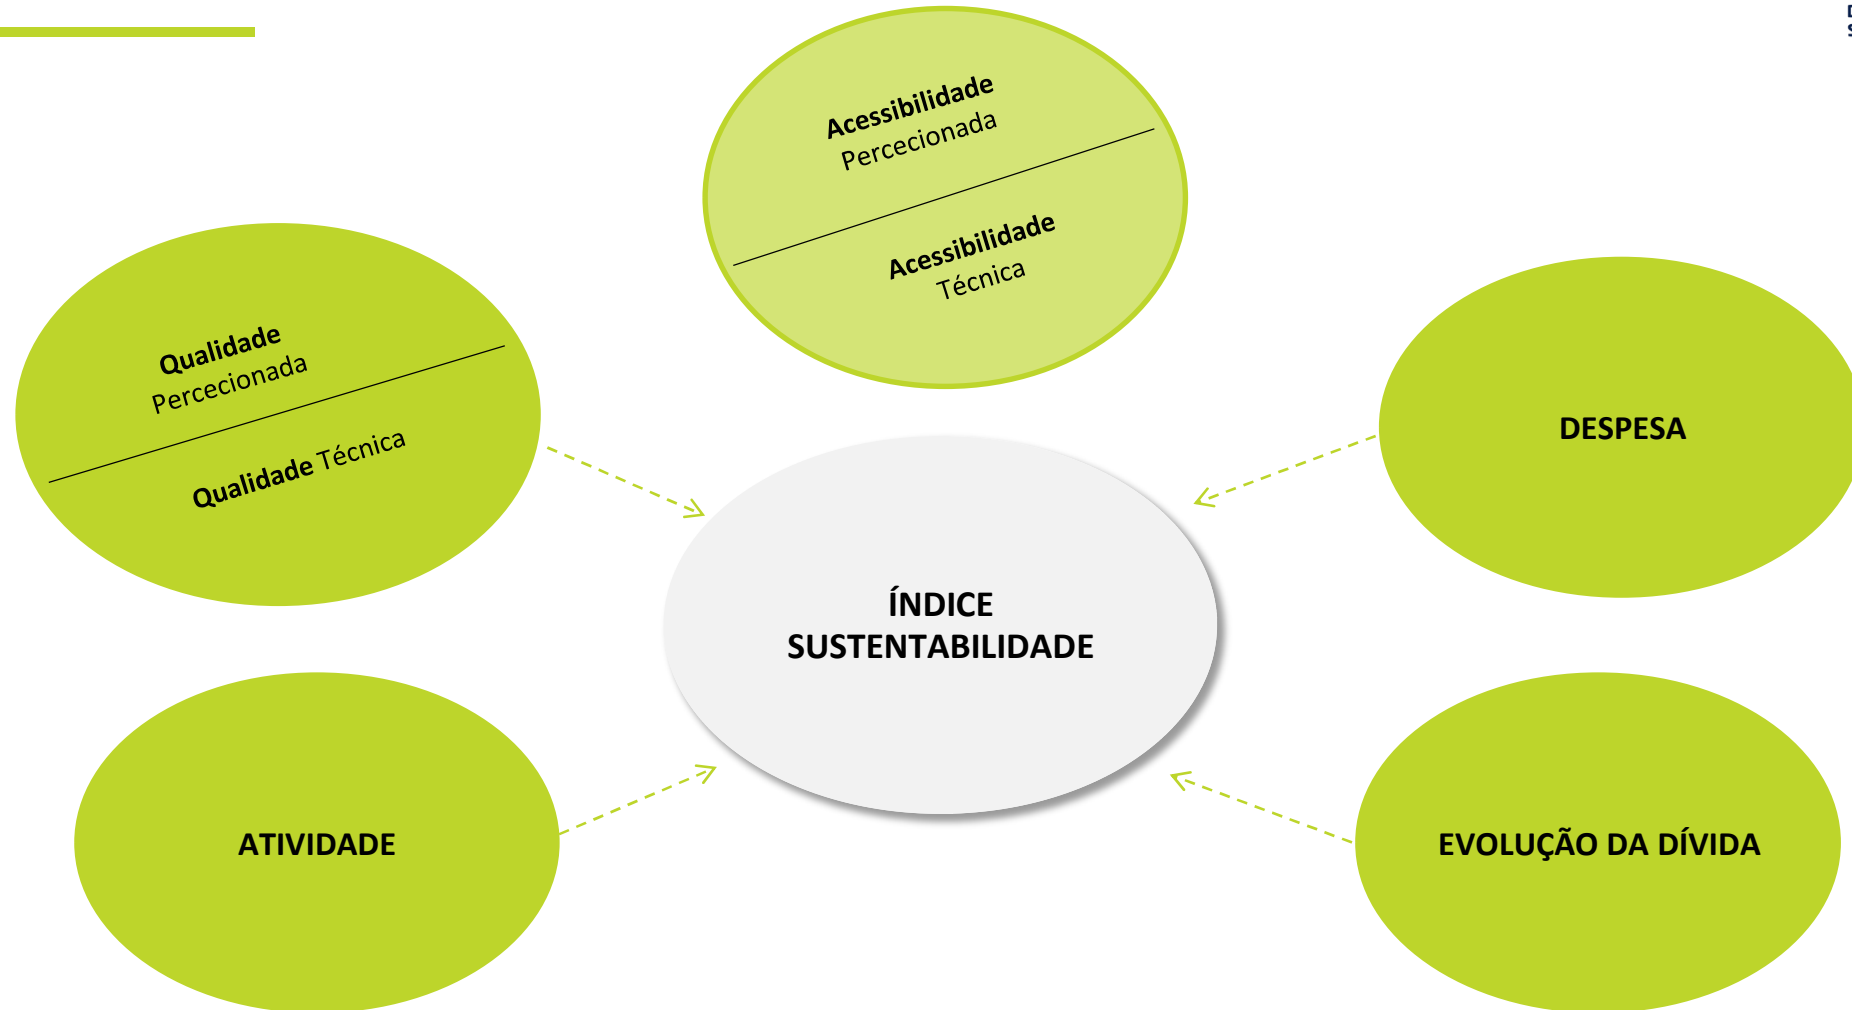 Acessibilidade
Percecionada
Acessibilidade
Técnica
Qualidade
Percecionada
Qualidade Técnica
DESPESA
ÍNDICE
SUSTENTABILIDADE
ATIVIDADE
EVOLUÇÃO DA DÍVIDA